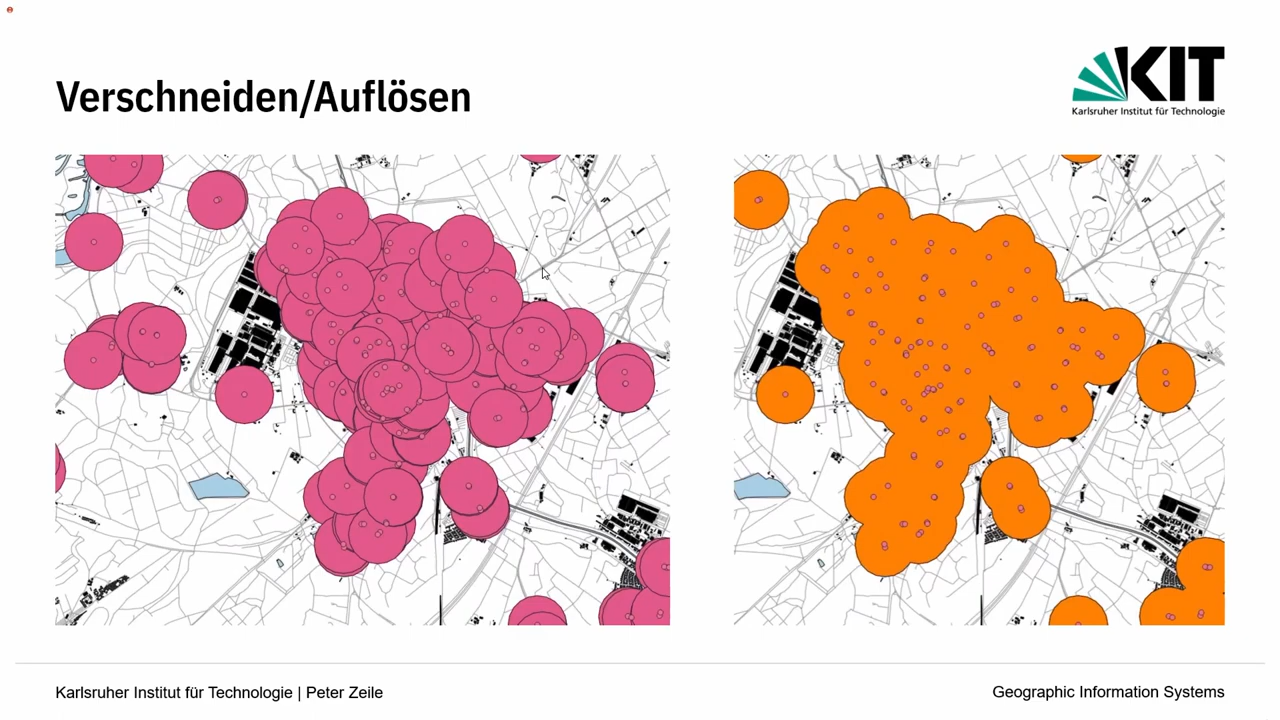 Verschneiden/Auflösen
KIT
Karlsruher Institut für Technologie
Karlsruher Institut für Technologie | Peter Zeile
Geographic Information Systems